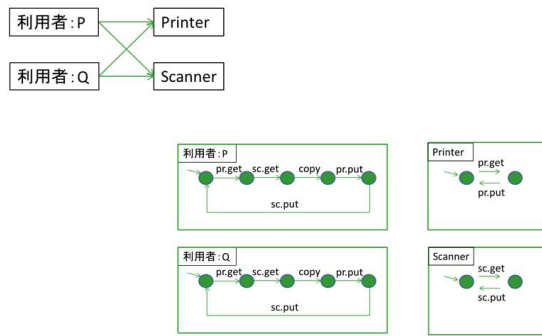 利用者:P
Printer
利用者:Q
Scanner
利用者:P
pr.get sc.get copy pr.put
sc.put
Printer
pr.get
pr.put
利用者:Q
pr.get sc.get copy pr.put
sc.put
Scanner
sc.get
sc.put